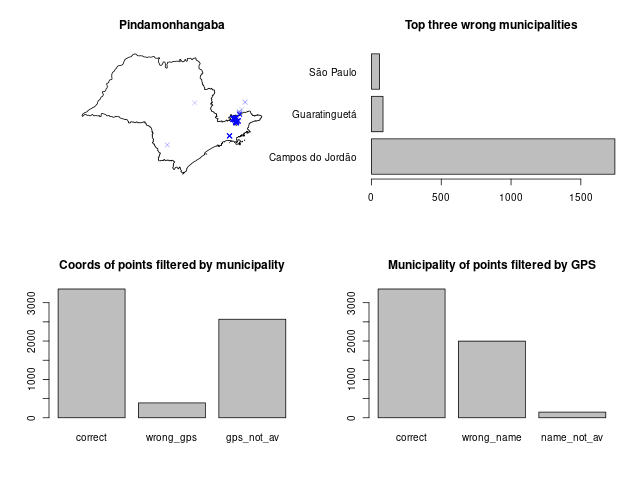 Pindamonhangaba
Top three wrong municipalities
São Paulo
Guaratinguetá
Campos do Jordão
0 500 1000 1500
Coords of points filtered by municipality
3000
2000
1000
0
correct wrong_gps gps_not_av
Municipality of points filtered by GPS
3000
2000
1000
0
correct wrong_name name_not_av